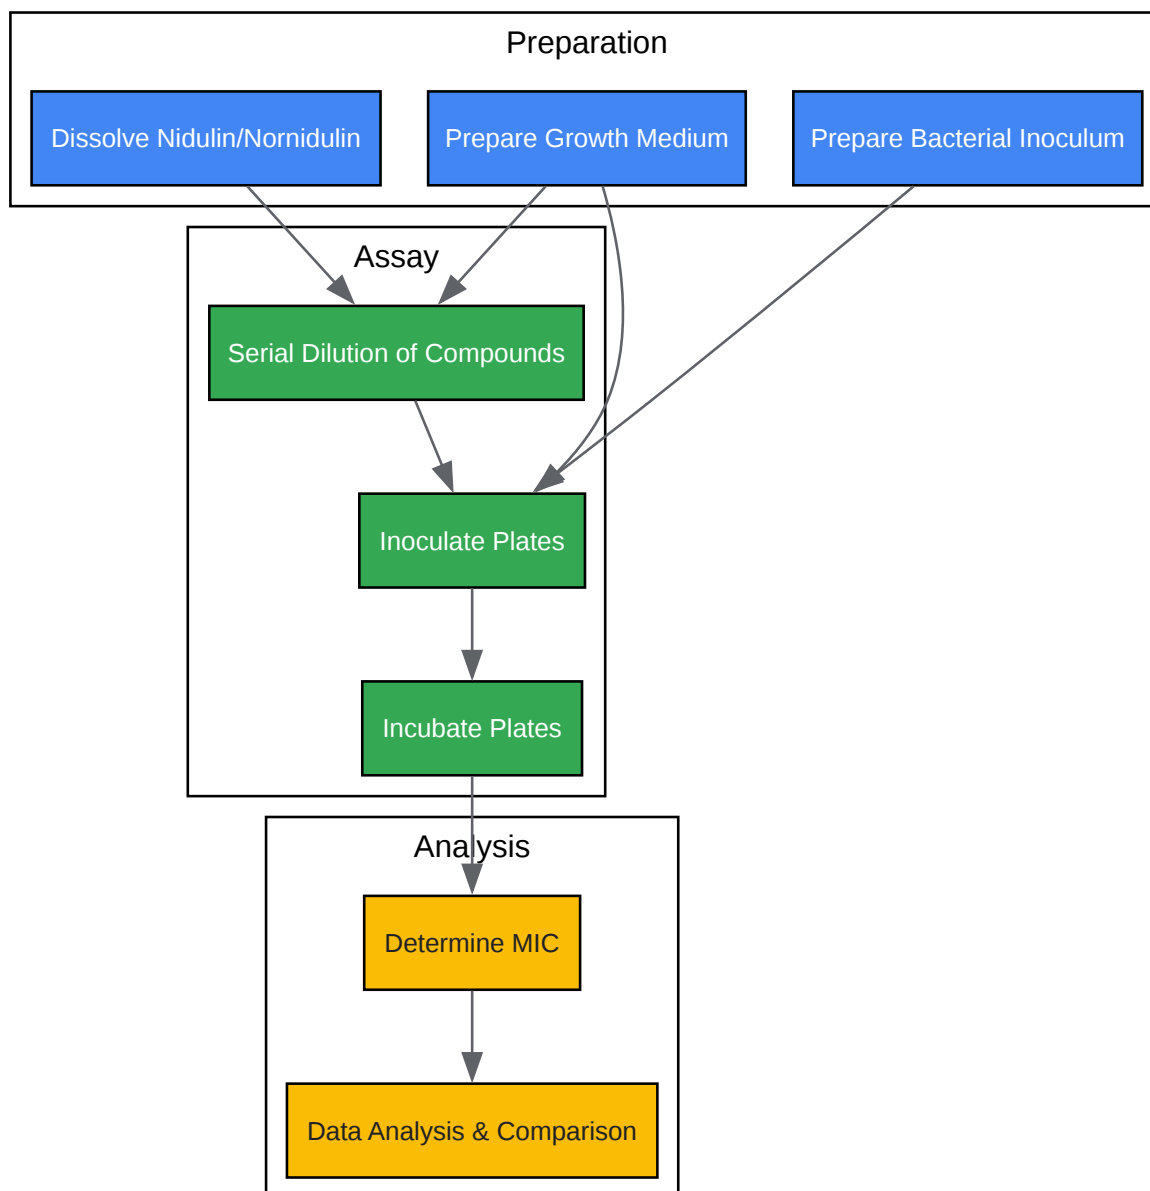 Preparation
Dissolve Nidulin/Nornidulin
Prepare Growth Medium
Prepare Bacterial Inoculum
Assay
Serial Dilution of Compounds
Inoculate Plates
Incubate Plates
Analysis
Determine MIC
Data Analysis & Comparison